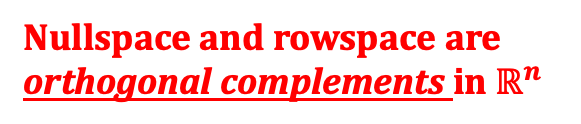 Nullspace and rowspace are
orthogonal complements in ℝⁿ